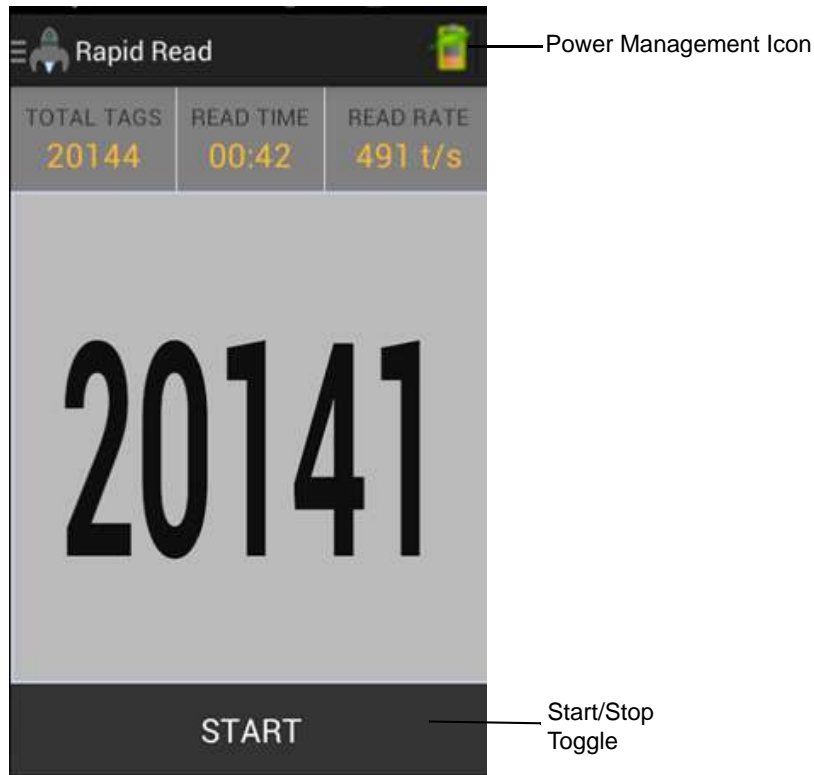 Rapid Read
Power Management Icon
TOTAL TAGS READ TIME READ RATE
20144 00:42 491 t/s
20141
START
Start/Stop
Toggle